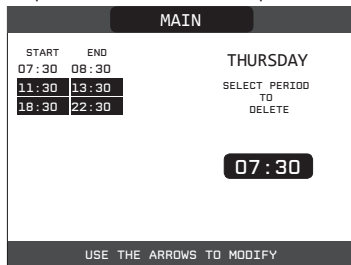 MAIN
START END
07:30 08:30
11:30 13:30
18:30 22:30
THURSDAY
SELECT PERIOD
TO
DELETE
07:30
USE THE ARROWS TO MODIFY